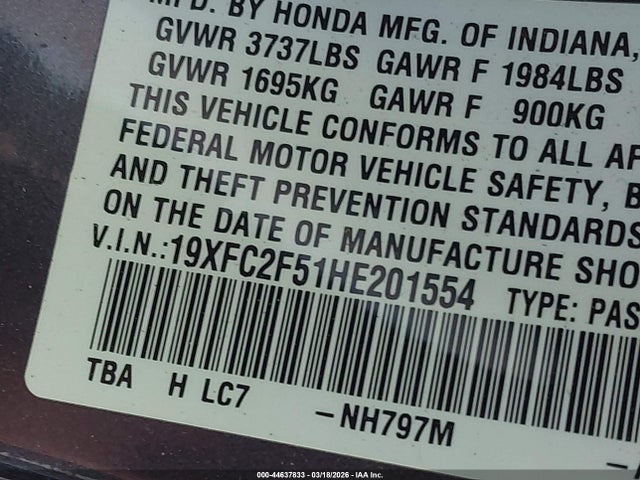 MFD. BY HONDA MFG. OF INDIANA,
GVWR 3737LBS GAWR F 1984LBS
GVWR 1695KG GAWR F 900KG
THIS VEHICLE CONFORMS TO ALL AP
FEDERAL MOTOR VEHICLE SAFETY, B
AND THEFT PREVENTION STANDARDS
ON THE DATE OF MANUFACTURE SHO
V.I.N.:19XFC2F51HE201554 TYPE: PAS
TBA H LC7 -NH797M
000-44637833 - 03/18/2026 - IAA Inc.